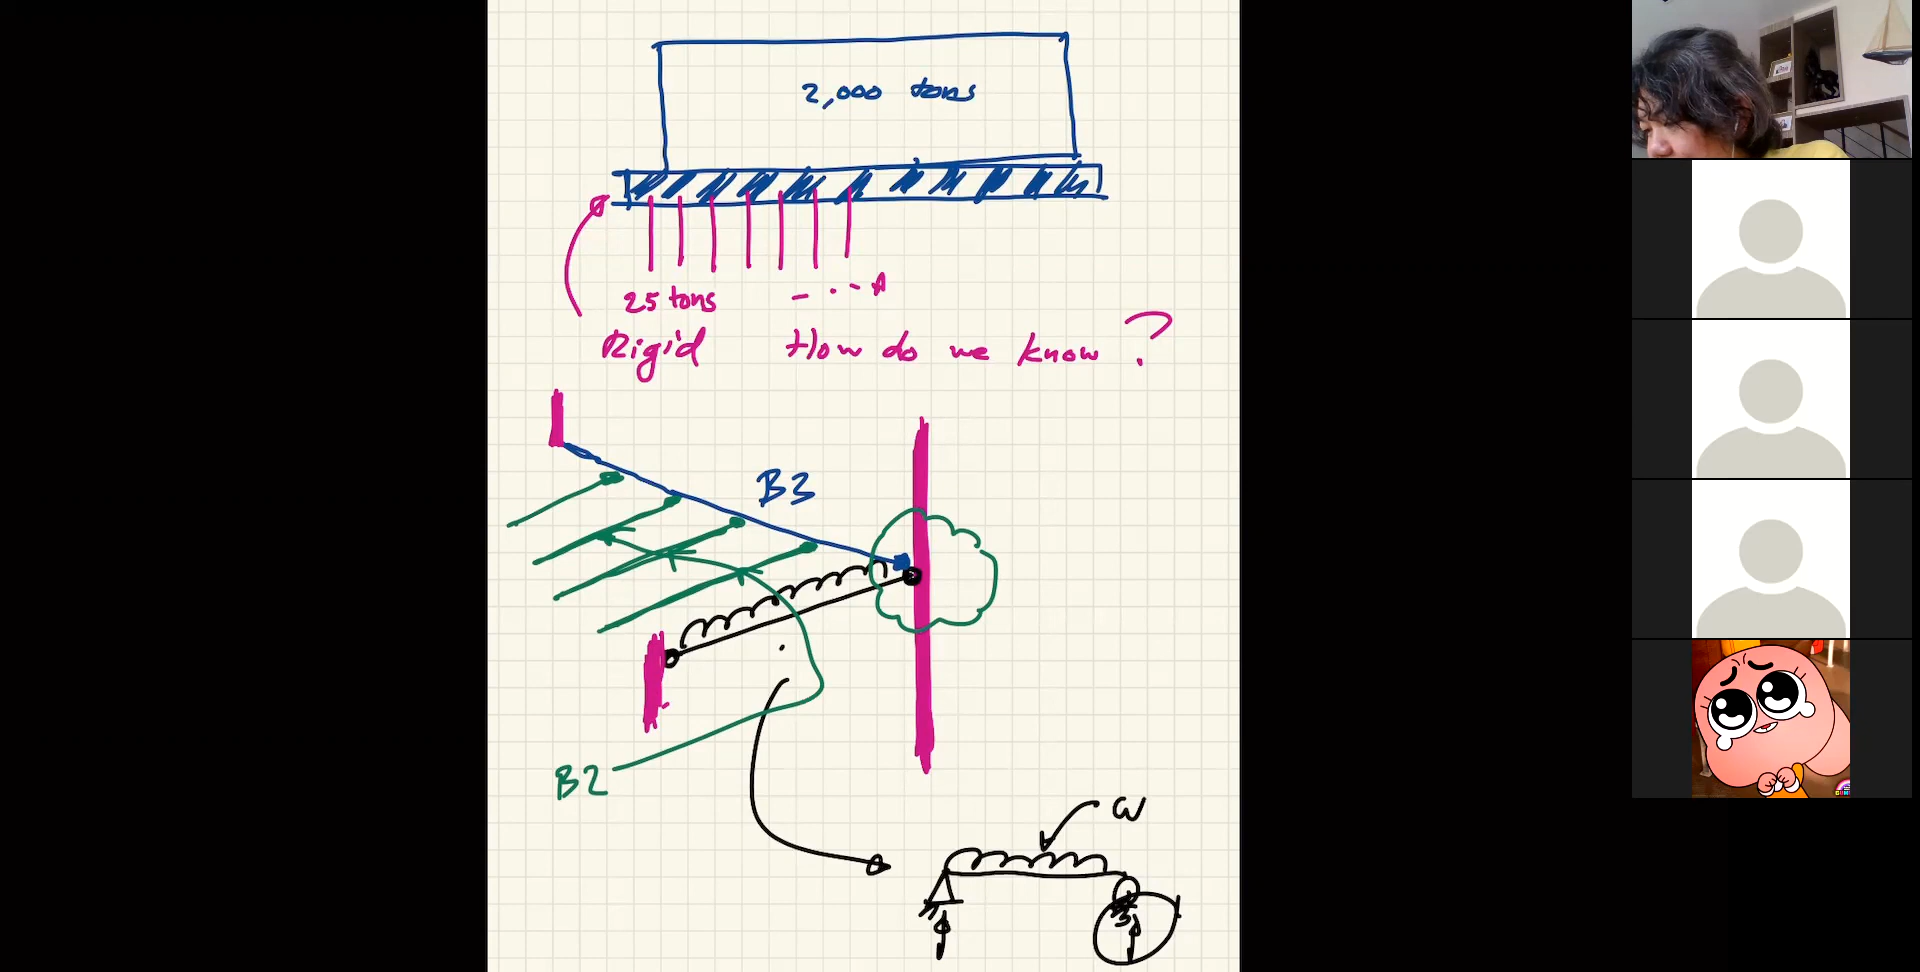 2,000 tons
25 tons
Rigid How do we know ?
B3
B2
W